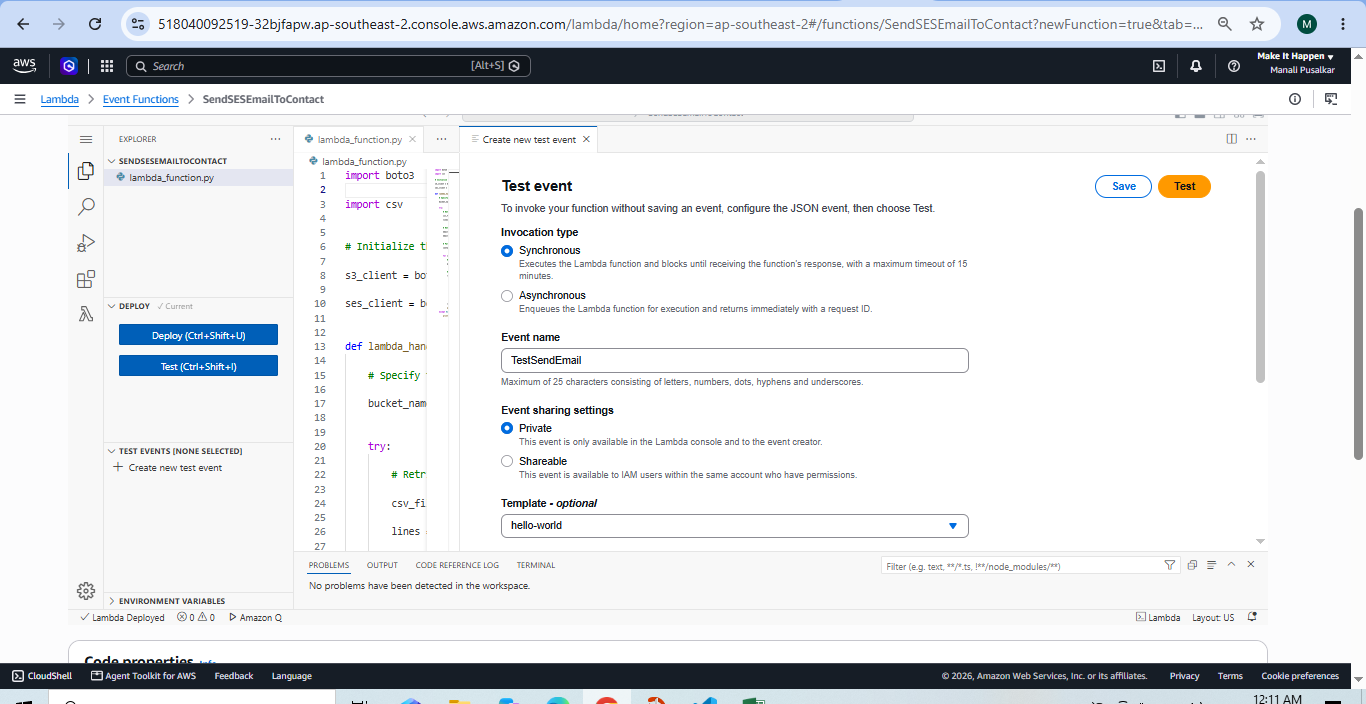 518040092519-32bjfapw.ap-southeast-2.console.aws.amazon.com/lambda/home?region=ap-southeast-2#/functions/SendSESEmailToContact?newFunction=true&tab=...
M
aws
Search
[Alt+S]
Make It Happen
Manali Pusalkar
Lambda
Event Functions
SendSESEmailToContact
EXPLORER
SENDSESEMAILTOCONTACT
lambda_function.py
DEPLOY
Current
Deploy (Ctrl+Shift+U)
Test (Ctrl+Shift+I)
TEST EVENTS [NONE SELECTED]
Create new test event
ENVIRONMENT VARIABLES
lambda_function.py
lambda_function.py
1 import boto3
2
3 import csv
4
5
6 # Initialize t
7
8 s3_client = bo
9
10 ses_client = b
11
12
13 def lambda_han
14
15 # Specify
16
17 bucket_nam
18
19
20 try:
21
22 # Retr
23
24 csv_fi
25
26 lines
27
Create new test event
Test event
Save
Test
To invoke your function without saving an event, configure the JSON event, then choose Test.
Invocation type
Synchronous
Executes the Lambda function and blocks until receiving the function's response, with a maximum timeout of 15
minutes.
Asynchronous
Enqueues the Lambda function for execution and returns immediately with a request ID.
Event name
TestSendEmail
Maximum of 25 characters consisting of letters, numbers, dots, hyphens and underscores.
Event sharing settings
Private
This event is only available in the Lambda console and to the event creator.
Shareable
This event is available to IAM users within the same account who have permissions.
Template - optional
hello-world
PROBLEMS
OUTPUT
CODE REFERENCE LOG
TERMINAL
Filter (e.g. text, **/*.ts, !**/node_modules/**)
No problems have been detected in the workspace.
Lambda Deployed
0
0
Amazon Q
Lambda
Layout: US
Code properties
Info
CloudShell
Agent Toolkit for AWS
Feedback
Language
© 2026, Amazon Web Services, Inc. or its affiliates.
Privacy
Terms
Cookie preferences
12:11 AM